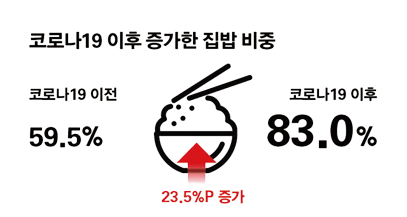 코로나19 이후 증가한 집밥 비중
코로나19 이전
59.5%
코로나19 이후
83.0%
23.5%P 증가